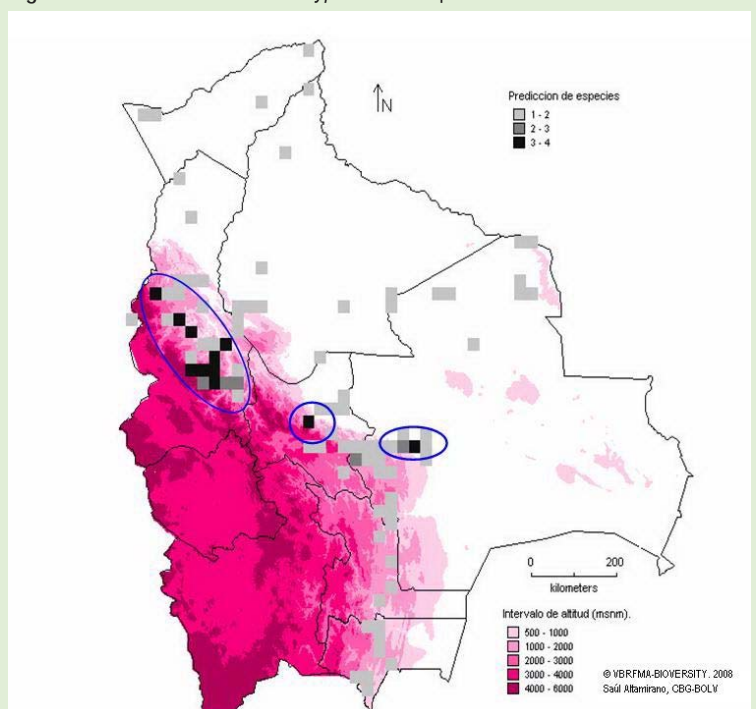 N
Prediccion de especies
1 - 2
2 - 3
3 - 4
0 200
kilometers
Intervalo de altitud (msnm).
500 - 1000
1000 - 2000
2000 - 3000
3000 - 4000
4000 - 6000
© VBRFMA-BIOVERSITY. 2008
Saúl Altamirano, CBG-BOLV